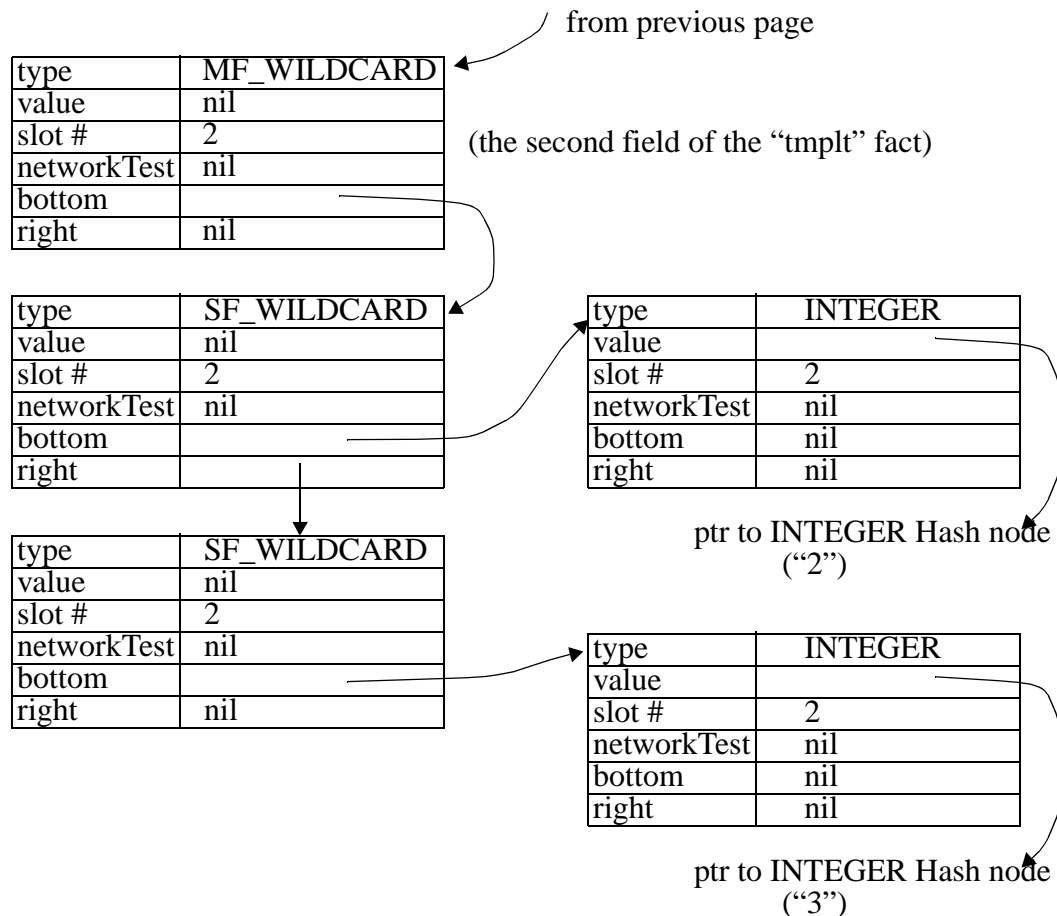 from previous page
type MF_WILDCARD
value nil
slot # 2
networkTest nil
bottom
right nil
(the second field of the “tmplt” fact)
type SF_WILDCARD
value nil
slot # 2
networkTest nil
bottom
right
type INTEGER
value
slot # 2
networkTest nil
bottom nil
right nil
ptr to INTEGER Hash node
(“2”)
type SF_WILDCARD
value nil
slot # 2
networkTest nil
bottom
right nil
type INTEGER
value
slot # 2
networkTest nil
bottom nil
right nil
ptr to INTEGER Hash node
(“3”)